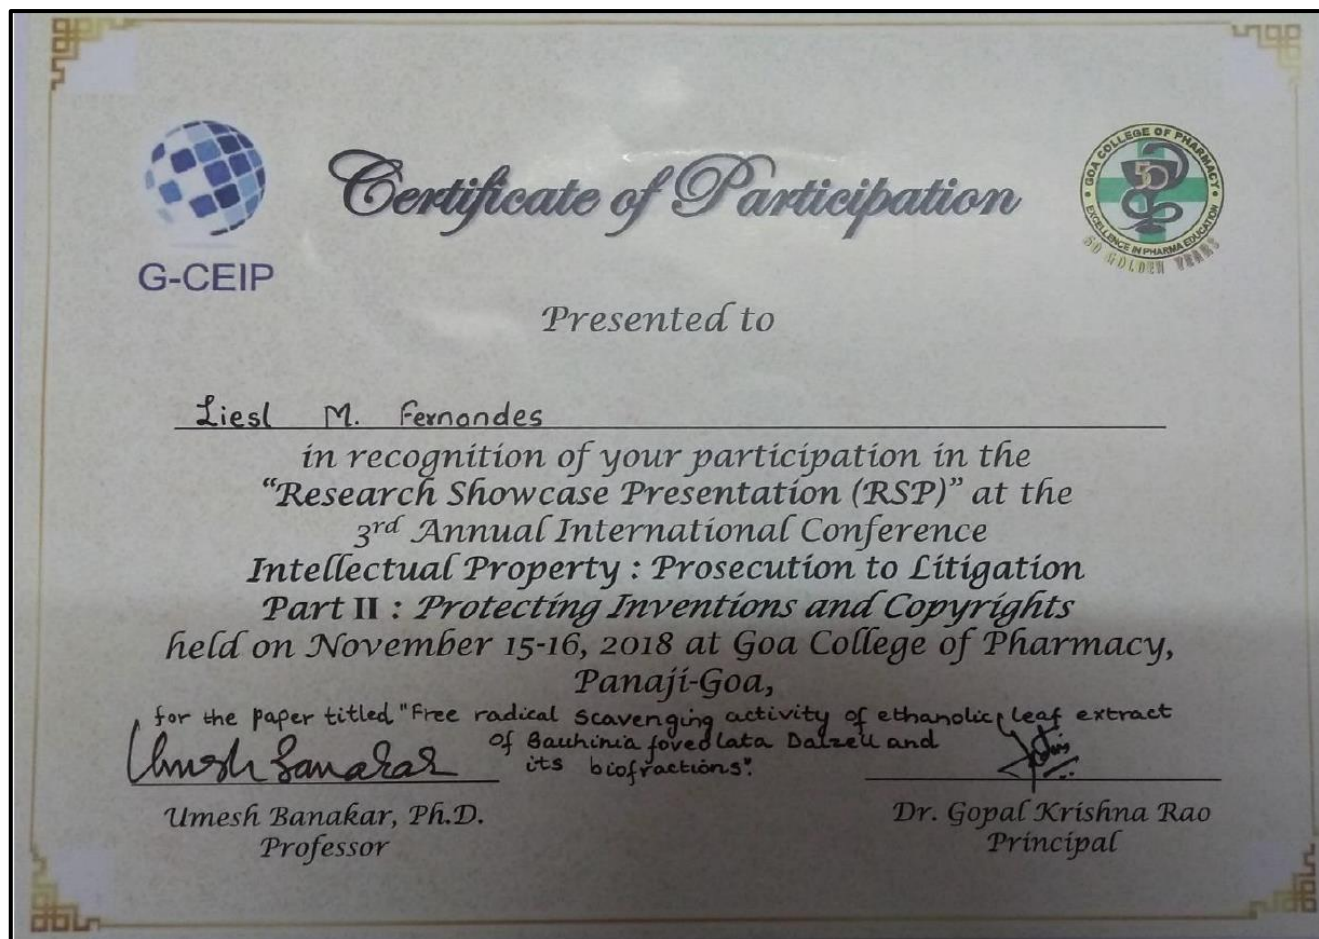 Certificate of Participation
G-CEIP
GOA COLLEGE OF PHARMACY
50
EXCELLENCE IN PHARMA EDUCATION
50 GOLDEN YEARS
Presented to
Liesl M. Fernandes
in recognition of your participation in the
“Research Showcase Presentation (RSP)” at the
3rd Annual International Conference
Intellectual Property : Prosecution to Litigation
Part II : Protecting Inventions and Copyrights
held on November 15-16, 2018 at Goa College of Pharmacy,
Panaji-Goa,
for the paper titled "Free radical scavenging activity of ethanolic leaf extract
of Bauhinia foveolata Dalzell and
its biofractions".
Umesh Banakar
Umesh Banakar, Ph.D.
Professor
Dr. Gopal Krishna Rao
Principal